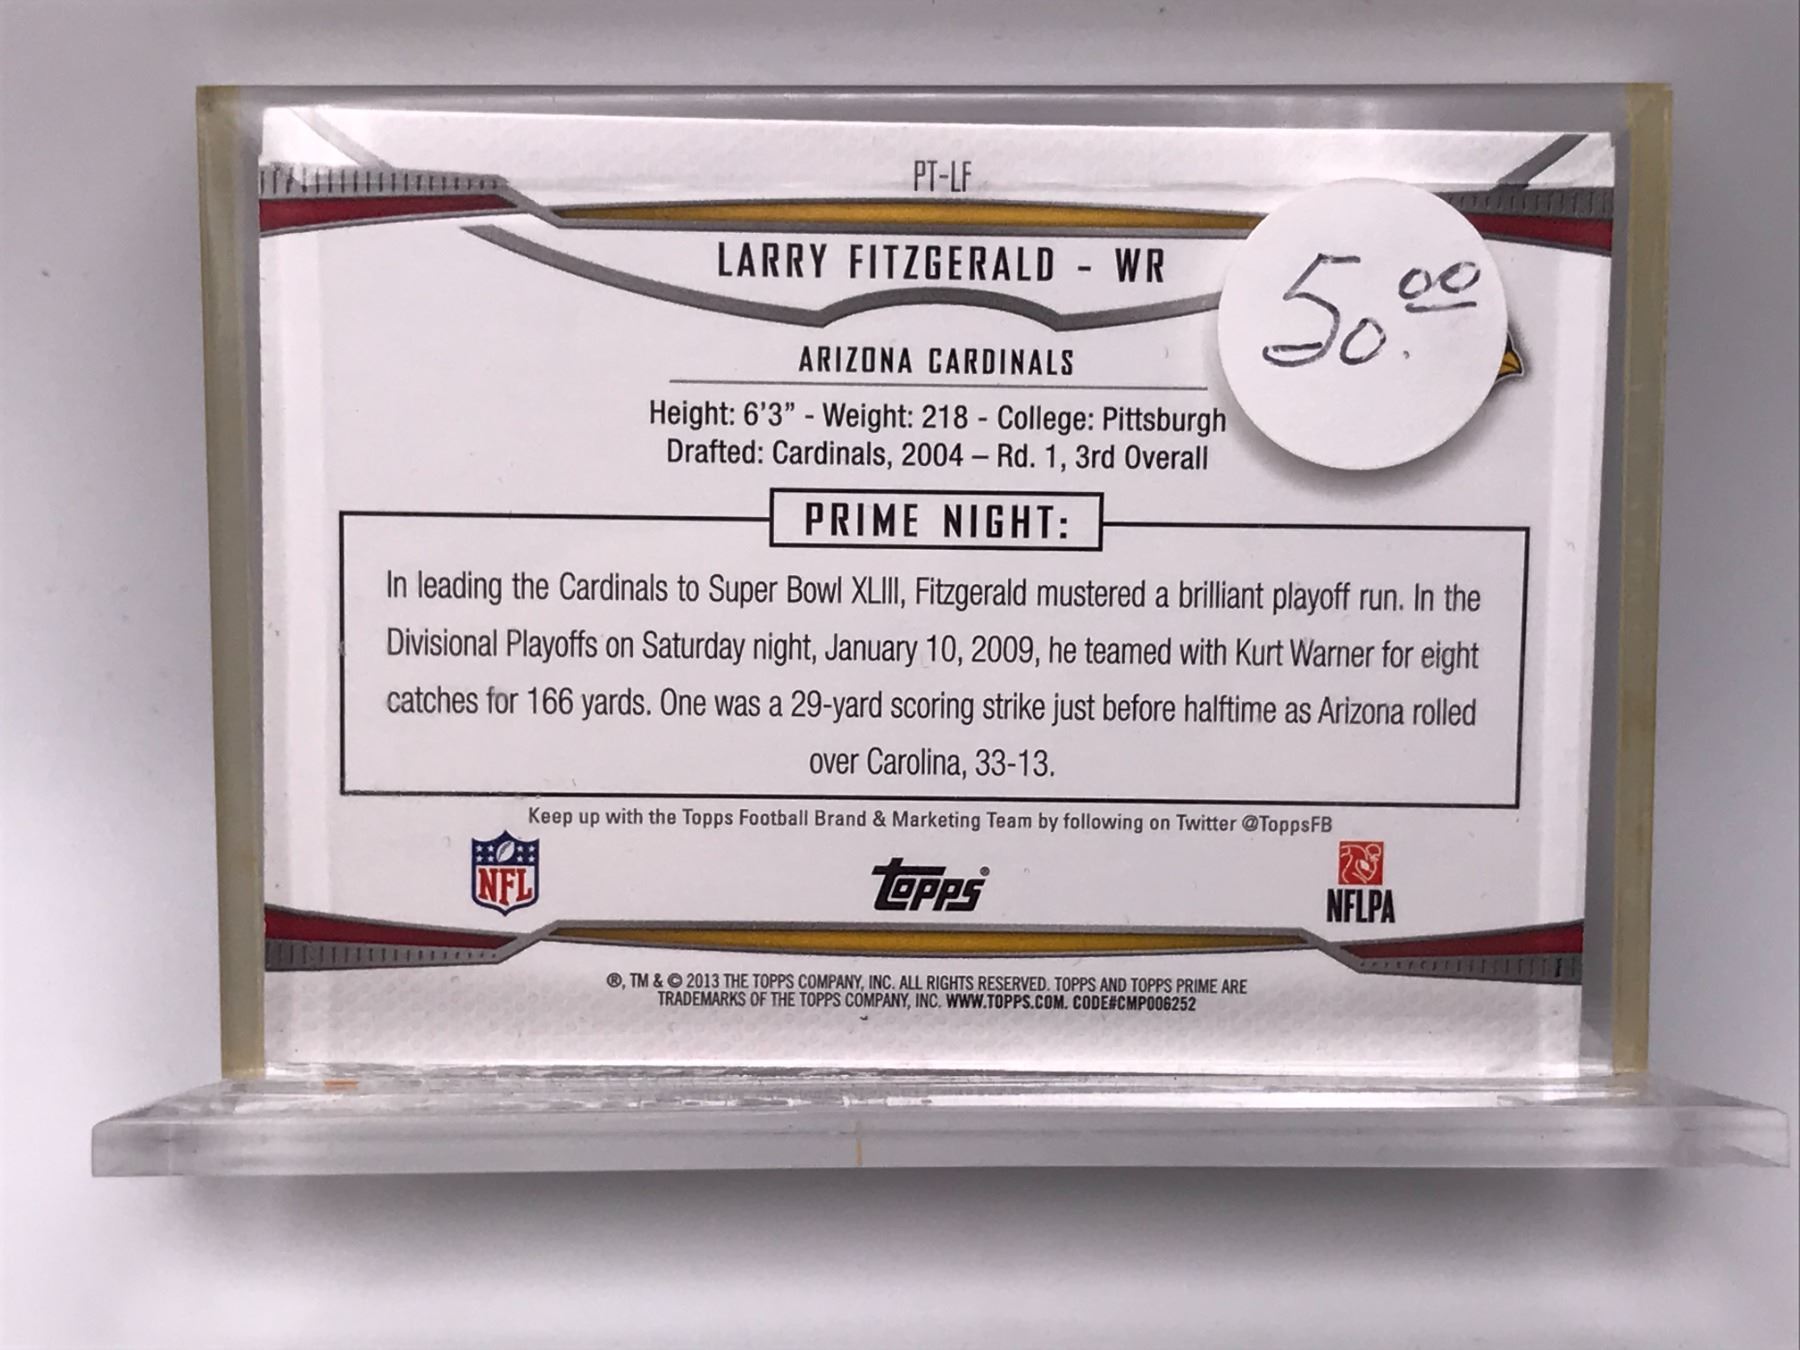 PT-LF
LARRY FITZGERALD - WR
50.00
ARIZONA CARDINALS
Height: 6'3" - Weight: 218 - College: Pittsburgh
Drafted: Cardinals, 2004 – Rd. 1, 3rd Overall
PRIME NIGHT:
In leading the Cardinals to Super Bowl XLIII, Fitzgerald mustered a brilliant playoff run. In the
Divisional Playoffs on Saturday night, January 10, 2009, he teamed with Kurt Warner for eight
catches for 166 yards. One was a 29-yard scoring strike just before halftime as Arizona rolled
over Carolina, 33-13.
Keep up with the Topps Football Brand & Marketing Team by following on Twitter @ToppsFB
NFL
Topps®
NFLPA
®, TM & © 2013 THE TOPPS COMPANY, INC. ALL RIGHTS RESERVED. TOPPS AND TOPPS PRIME ARE
TRADEMARKS OF THE TOPPS COMPANY, INC. WWW.TOPPS.COM. CODE#CMP006252